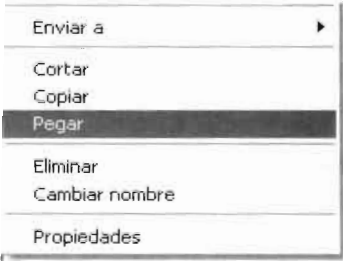 Enviar a
Cortar
Copiar
Pegar
Eliminar
Cambiar nombre
Propiedades